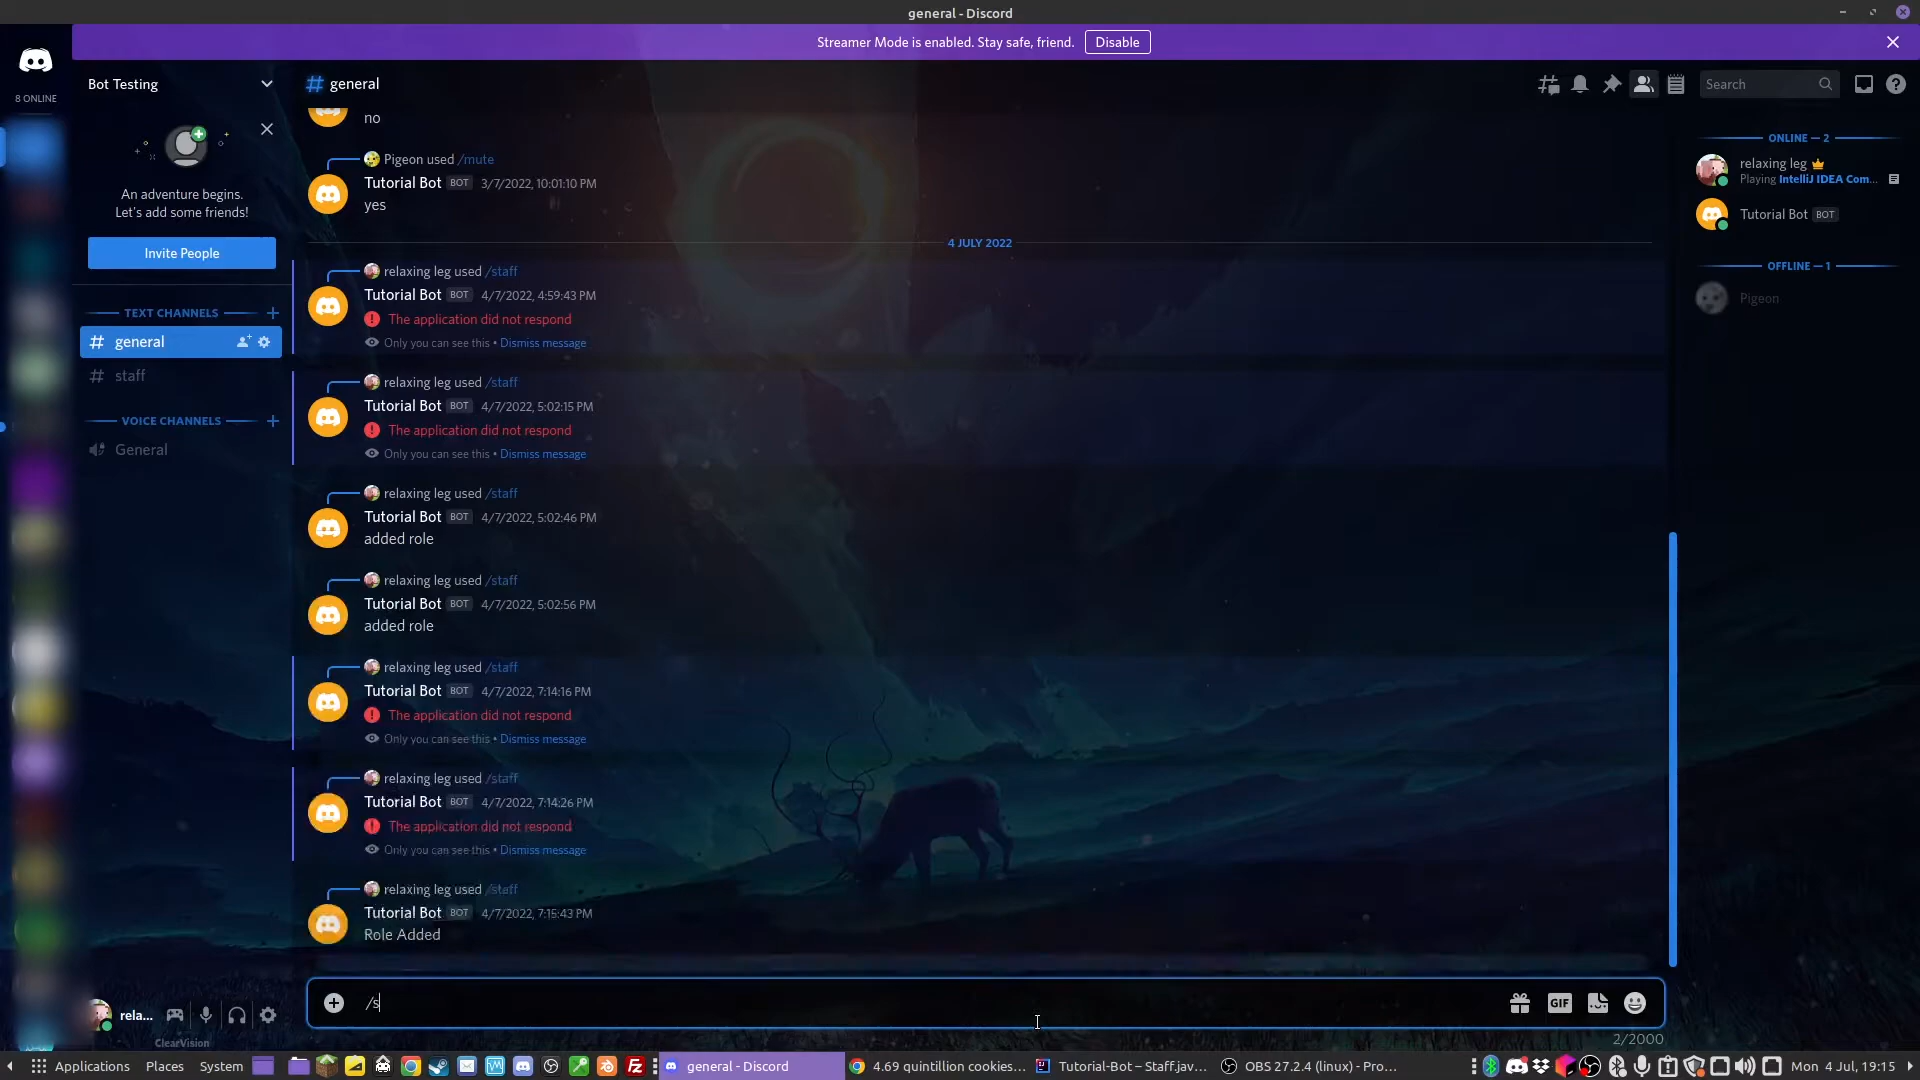 general - Discord
Streamer Mode is enabled. Stay safe, friend. Disable
8 ONLINE
Bot Testing
An adventure begins.
Let's add some friends!
Invite People
TEXT CHANNELS
general
staff
VOICE CHANNELS
General
general
Search
no
Pigeon used /mute
Tutorial Bot BOT 3/7/2022, 10:01:10 PM
yes
4 JULY 2022
relaxing leg used /staff
Tutorial Bot BOT 4/7/2022, 4:59:43 PM
The application did not respond
Only you can see this • Dismiss message
relaxing leg used /staff
Tutorial Bot BOT 4/7/2022, 5:02:15 PM
The application did not respond
Only you can see this • Dismiss message
relaxing leg used /staff
Tutorial Bot BOT 4/7/2022, 5:02:46 PM
added role
relaxing leg used /staff
Tutorial Bot BOT 4/7/2022, 5:02:56 PM
added role
relaxing leg used /staff
Tutorial Bot BOT 4/7/2022, 7:14:16 PM
The application did not respond
Only you can see this • Dismiss message
relaxing leg used /staff
Tutorial Bot BOT 4/7/2022, 7:14:26 PM
The application did not respond
Only you can see this • Dismiss message
relaxing leg used /staff
Tutorial Bot BOT 4/7/2022, 7:15:43 PM
Role Added
/s
GIF
2/2000
ONLINE — 2
relaxing leg
Playing IntelliJ IDEA Com...
Tutorial Bot BOT
OFFLINE — 1
Pigeon
rela...
ClearVision
Applications Places System general - Discord 4.69 quintillion cookies... Tutorial-Bot – Staff.jav... OBS 27.2.4 (linux) - Pro... Mon 4 Jul, 19:15